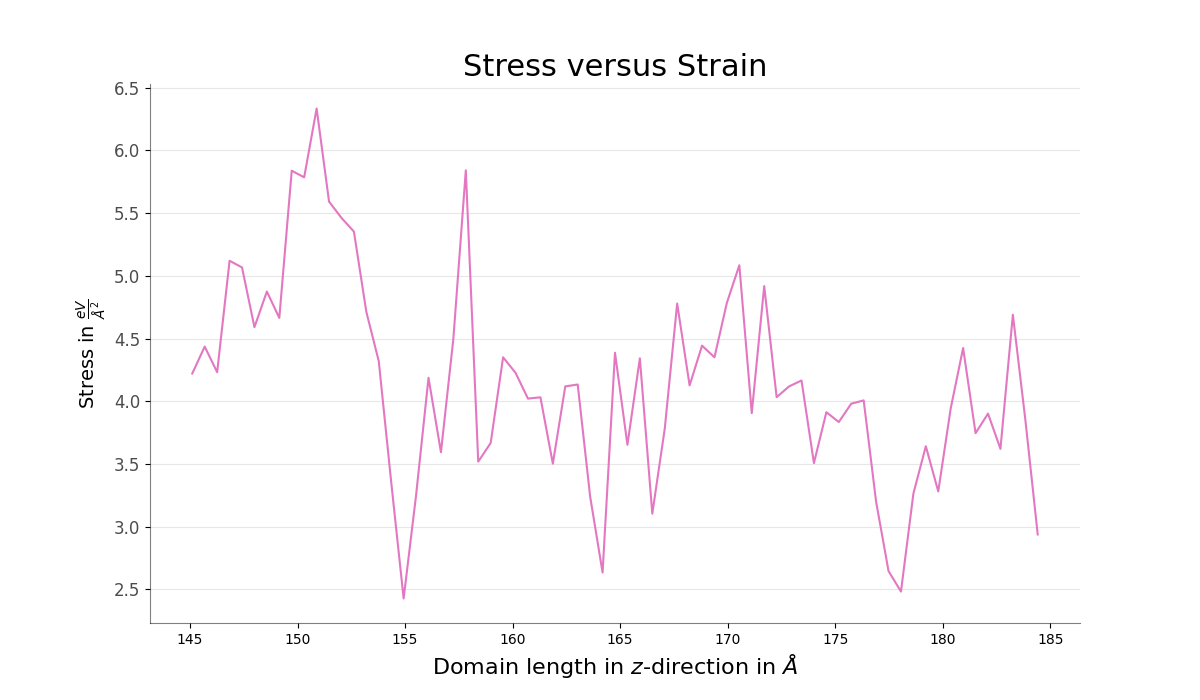 Stress versus Strain
6.5
6.0
5.5
5.0
4.5
4.0
3.5
3.0
2.5
Stress in eV/Å²
145 150 155 160 165 170 175 180 185
Domain length in z-direction in Å